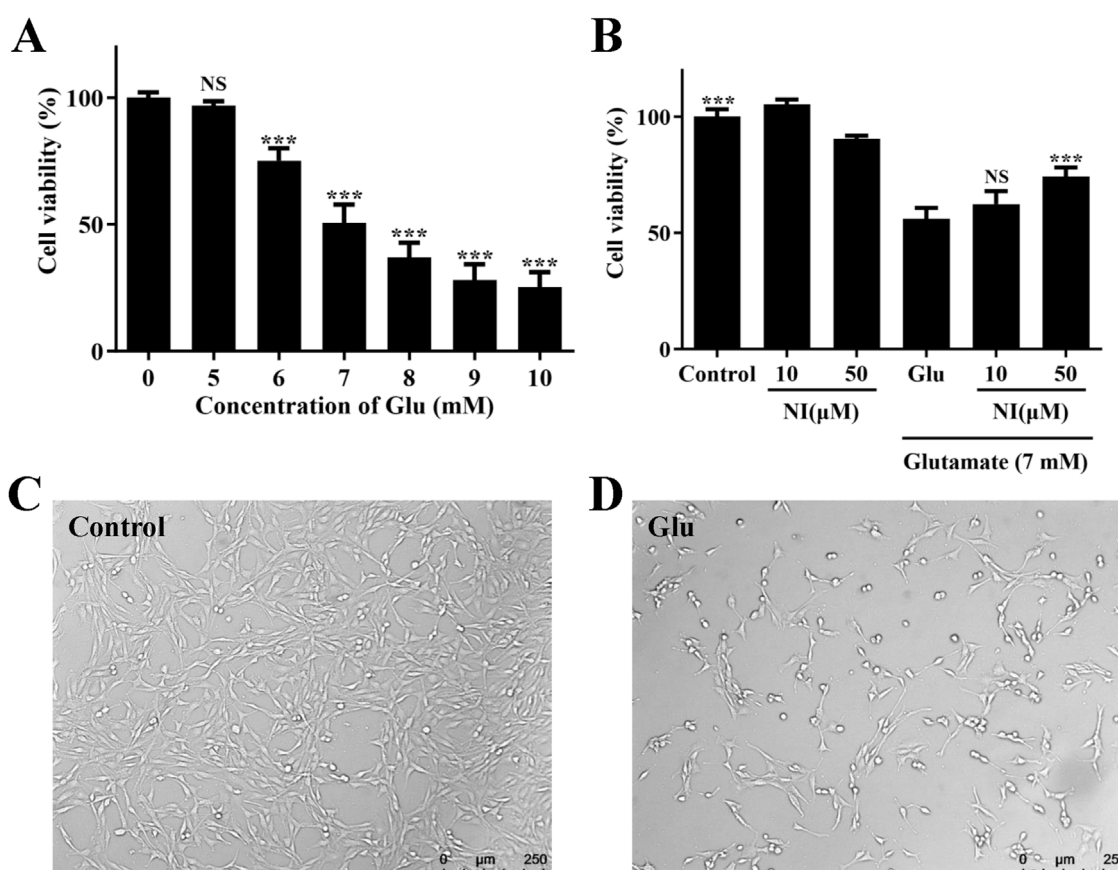 A
Cell viability (%)
100
50
0
NS
***
***
***
***
***
0 5 6 7 8 9 10
Concentration of Glu (mM)
B
Cell viability (%)
100
50
0
***
NS
***
Control 10 50 Glu 10 50
NI(μM) NI(μM)
Glutamate (7 mM)
C
Control
0 μm 250
D
Glu
0 μm 25